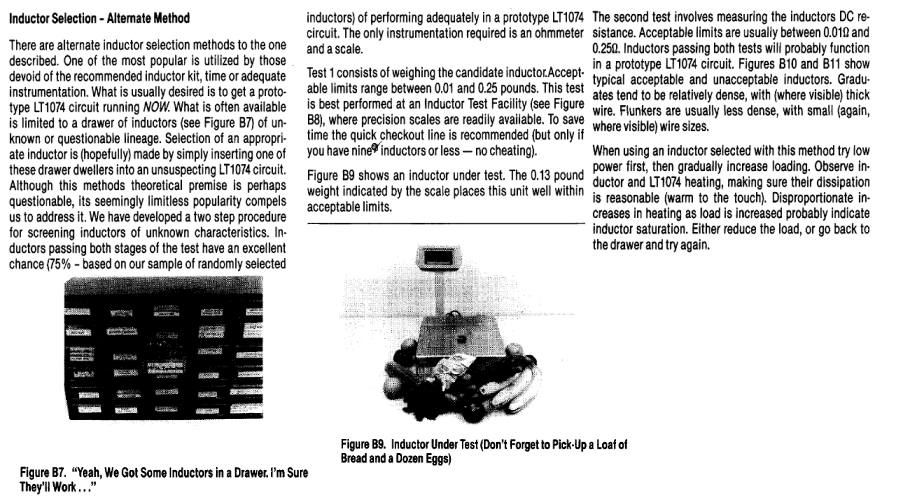 Inductor Selection – Alternate Method
There are alternate inductor selection methods to the one
described. One of the most popular is utilized by those
devoid of the recommended inductor kit, time or adequate
instrumentation. What is usually desired is to get a proto-
type LT1074 circuit running NOW. What is often available
is limited to a drawer of inductors (see Figure B7) of un-
known or questionable lineage. Selection of an appropri-
ate inductor is (hopefully) made by simply inserting one of
these drawer dwellers into an unsuspecting LT1074 circuit.
Although this methods theoretical premise is perhaps
questionable, its seemingly limitless popularity compels
us to address it. We have developed a two step procedure
for screening inductors of unknown characteristics. In-
ductors passing both stages of the test have an excellent
chance (75% – based on our sample of randomly selected
Figure B7. “Yeah, We Got Some Inductors in a Drawer. I'm Sure
They'll Work . . .”
inductors) of performing adequately in a prototype LT1074
circuit. The only instrumentation required is an ohmmeter
and a scale.
Test 1 consists of weighing the candidate inductor.Accept-
able limits range between 0.01 and 0.25 pounds. This test
is best performed at an Inductor Test Facility (see Figure
B8), where precision scales are readily available. To save
time the quick checkout line is recommended (but only if
you have nine inductors or less — no cheating).
Figure B9 shows an inductor under test. The 0.13 pound
weight indicated by the scale places this unit well within
acceptable limits.
Figure B9. Inductor Under Test (Don't Forget to Pick-Up a Loaf of
Bread and a Dozen Eggs)
The second test involves measuring the inductors DC re-
sistance. Acceptable limits are usually between 0.01Ω and
0.25Ω. Inductors passing both tests will probably function
in a prototype LT1074 circuit. Figures B10 and B11 show
typical acceptable and unacceptable inductors. Gradu-
ates tend to be relatively dense, with (where visible) thick
wire. Flunkers are usually less dense, with small (again,
where visible) wire sizes.
When using an inductor selected with this method try low
power first, then gradually increase loading. Observe in-
ductor and LT1074 heating, making sure their dissipation
is reasonable (warm to the touch). Disproportionate in-
creases in heating as load is increased probably indicate
inductor saturation. Either reduce the load, or go back to
the drawer and try again.